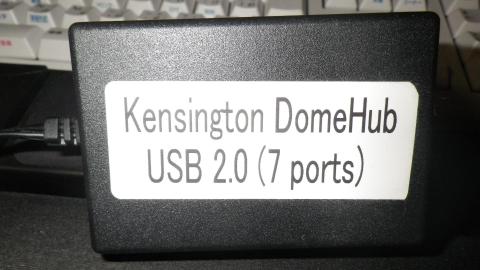 Kensington DomeHub
USB 2.0 (7 ports)